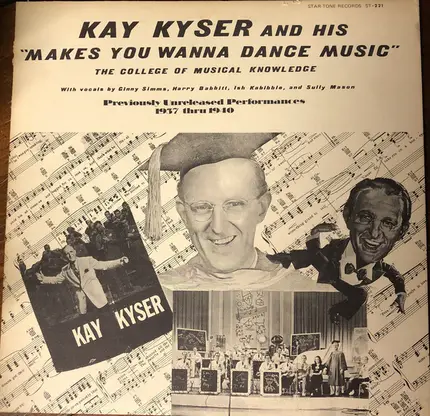 STAR TONE RECORDS ST-221
KAY KYSER AND HIS
"MAKES YOU WANNA DANCE MUSIC"
THE COLLEGE OF MUSICAL KNOWLEDGE
With vocals by Ginny Simms, Harry Babbitt, Ish Kabibble, and Sully Mason
Previously Unreleased Performances
1937 thru 1940
KAY KYSER